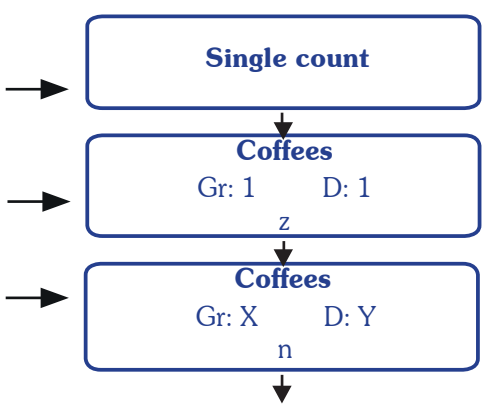 Single count
Coffees
Gr: 1 D: 1
z
Coffees
Gr: X D: Y
n